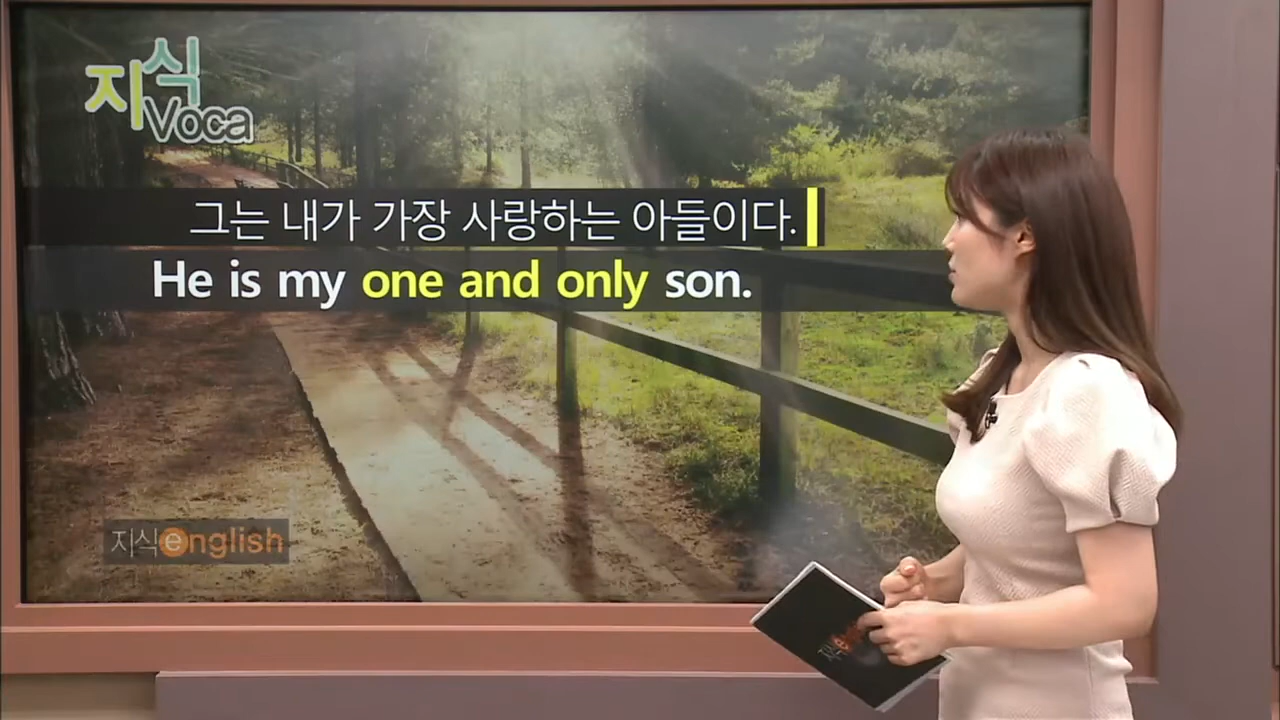 지식
Voca
그는 내가 가장 사랑하는 아들이다.
He is my one and only son.
지식english